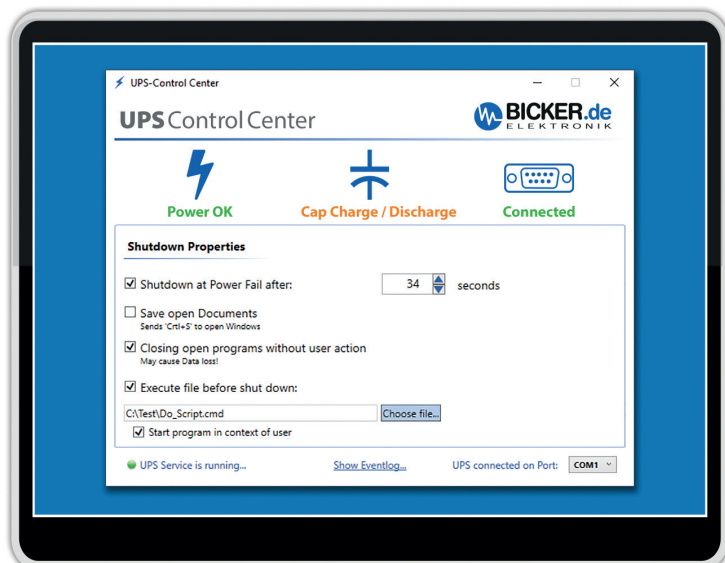 UPS-Control Center
UPS Control Center
BICKER.de
ELEKTRONIK
Power OK
Cap Charge / Discharge
Connected
Shutdown Properties
Shutdown at Power Fail after:
34
seconds
Save open Documents
Sends 'Crtl+S' to open Windows
Closing open programs without user action
May cause Data loss!
Execute file before shut down:
C:\Test\Do_Script.cmd
Choose file...
Start program in context of user
UPS Service is running...
Show Eventlog...
UPS connected on Port:
COM1